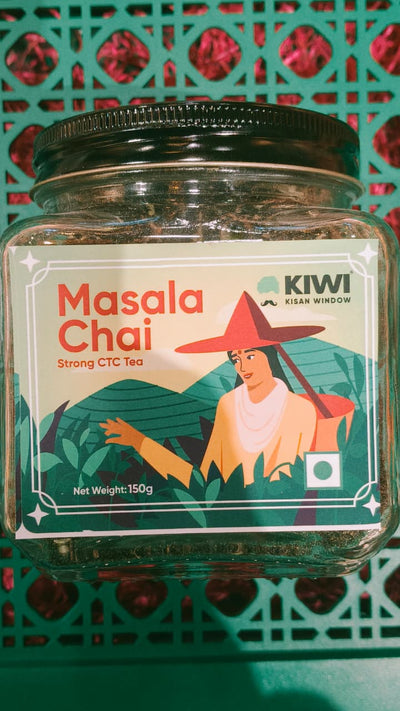 Masala
Chai
Strong CTC Tea
KIWI
KISAN WINDOW
Net Weight: 150g